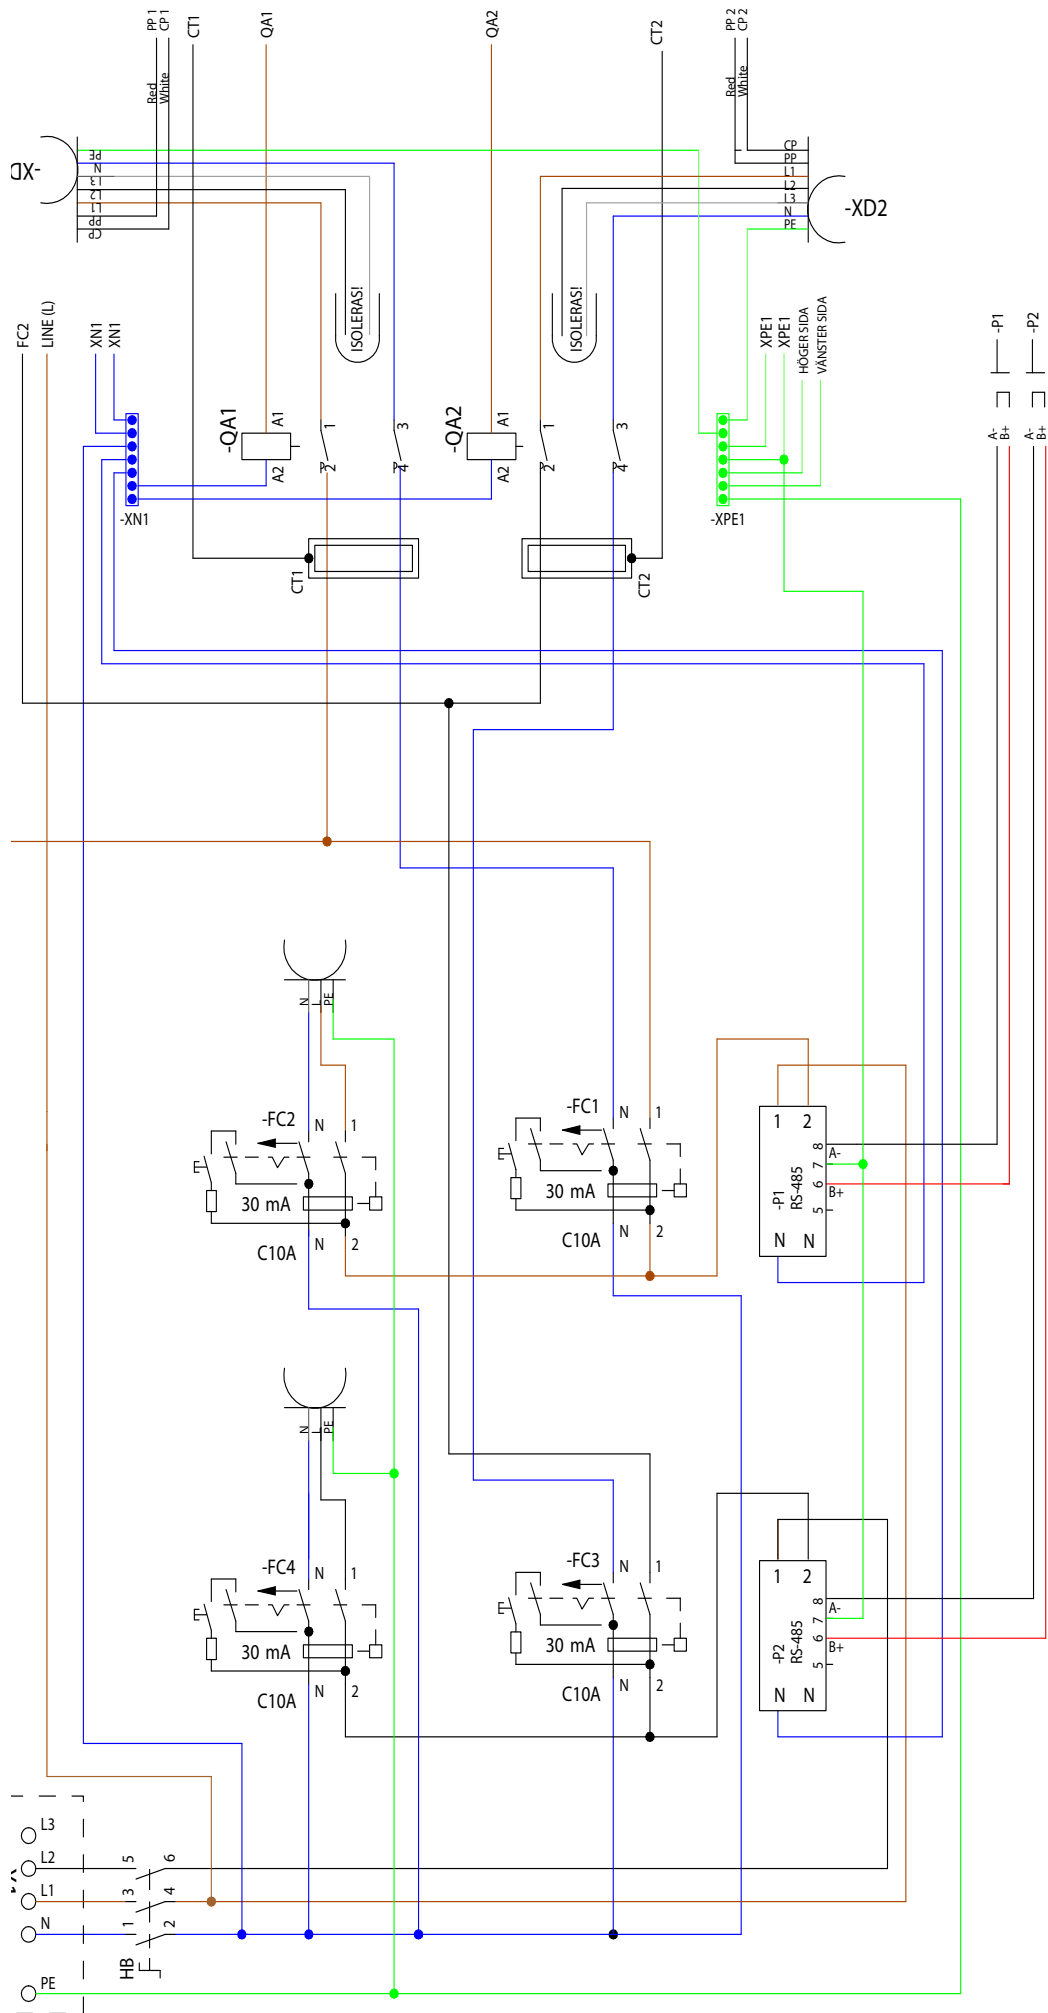 PP 1
CP 1
CT1
QA1
QA2
CT2
PP 2
CP 2
Red
White
Red
White
-XD
PE
N
L3
L2
L1
PP
CP
CP
PP
L1
L2
L3
N
PE
-XD2
FC2
LINE (L)
XN1
XN1
ISOLERAS!
ISOLERAS!
XPE1
XPE1
HÖGER SIDA
VÄNSTER SIDA
-P1
-P2
A-
B+
A-
B+
-QA1
A1
A2
1
2
3
4
-QA2
A1
A2
1
2
3
4
-XN1
-XPE1
CT1
CT2
N
L
PE
-FC2
N
1
30 mA
C10A
N
2
-FC1
N
1
30 mA
C10A
N
2
1
2
8
A-
7
6
B+
5
-P1
RS-485
N
N
N
L
PE
-FC4
N
1
30 mA
C10A
N
2
-FC3
N
1
30 mA
C10A
N
2
1
2
8
A-
7
6
B+
5
-P2
RS-485
N
N
L3
L2
5
6
L1
3
4
N
1
2
HB
PE